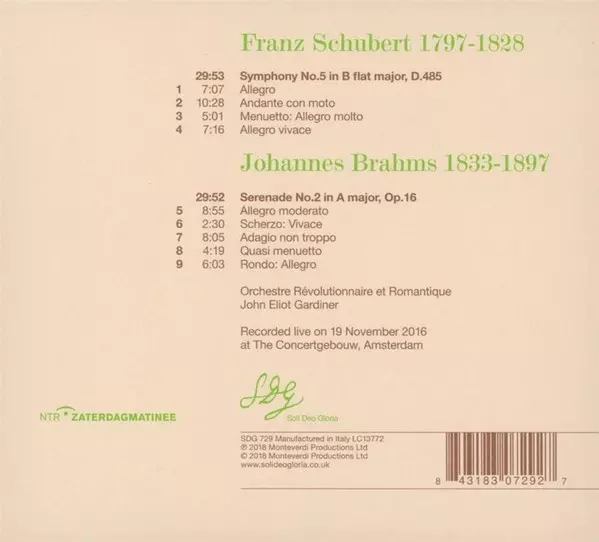 Franz Schubert 1797-1828
29:53 Symphony No.5 in B flat major, D.485
1 7:07 Allegro
2 10:28 Andante con moto
3 5:01 Menuetto: Allegro molto
4 7:16 Allegro vivace
Johannes Brahms 1833-1897
29:52 Serenade No.2 in A major, Op.16
5 8:55 Allegro moderato
6 2:30 Scherzo: Vivace
7 8:05 Adagio non troppo
8 4:19 Quasi menuetto
9 6:03 Rondo: Allegro
Orchestre Révolutionnaire et Romantique
John Eliot Gardiner
Recorded live on 19 November 2016
at The Concertgebouw, Amsterdam
SDG
Soli Deo Gloria
NTR ZATERDAGMATINEE
SDG 729 Manufactured in Italy LC13772
℗ 2018 Monteverdi Productions Ltd
© 2018 Monteverdi Productions Ltd
www.solideogloria.co.uk
8 43183 07292 7